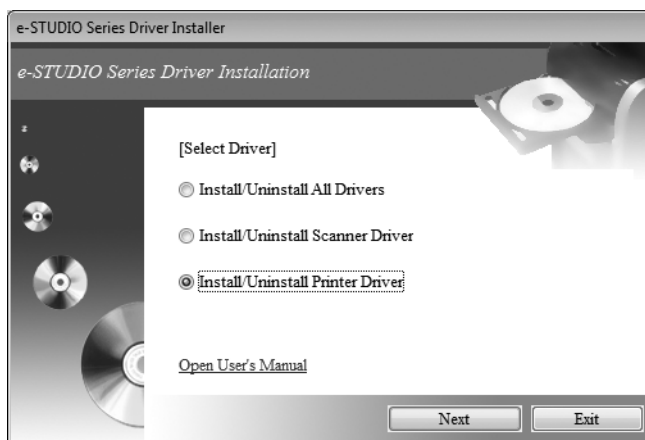 e-STUDIO Series Driver Installer
e-STUDIO Series Driver Installation
[Select Driver]
Install/Uninstall All Drivers
Install/Uninstall Scanner Driver
Install/Uninstall Printer Driver
Open User's Manual
Next
Exit